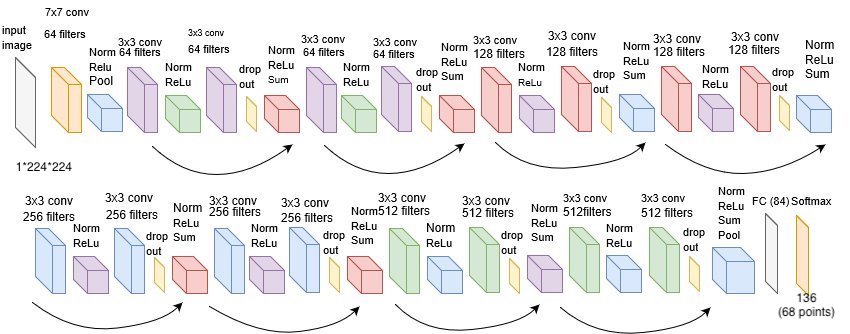 input
image
7x7 conv
64 filters
Norm
Relu
Pool
3x3 conv
64 filters
Norm
ReLu
3x3 conv
64 filters
drop
out
Norm
ReLu
Sum
3x3 conv
64 filters
Norm
ReLu
3x3 conv
64 filters
drop
out
Norm
ReLu
Sum
3x3 conv
128 filters
Norm
ReLu
3x3 conv
128 filters
drop
out
Norm
ReLu
Sum
3x3 conv
128 filters
Norm
ReLu
3x3 conv
128 filters
drop
out
Norm
ReLu
Sum
1*224*224
3x3 conv
256 filters
Norm
ReLu
3x3 conv
256 filters
drop
out
Norm
ReLu
Sum
3x3 conv
256 filters
Norm
ReLu
3x3 conv
256 filters
drop
out
Norm
ReLu
Sum
3x3 conv
512 filters
Norm
ReLu
3x3 conv
512 filters
drop
out
Norm
ReLu
Sum
3x3 conv
512filters
Norm
ReLu
3x3 conv
512 filters
drop
out
Norm
ReLu
Sum
Pool
FC (84)
Softmax
136
(68 points)